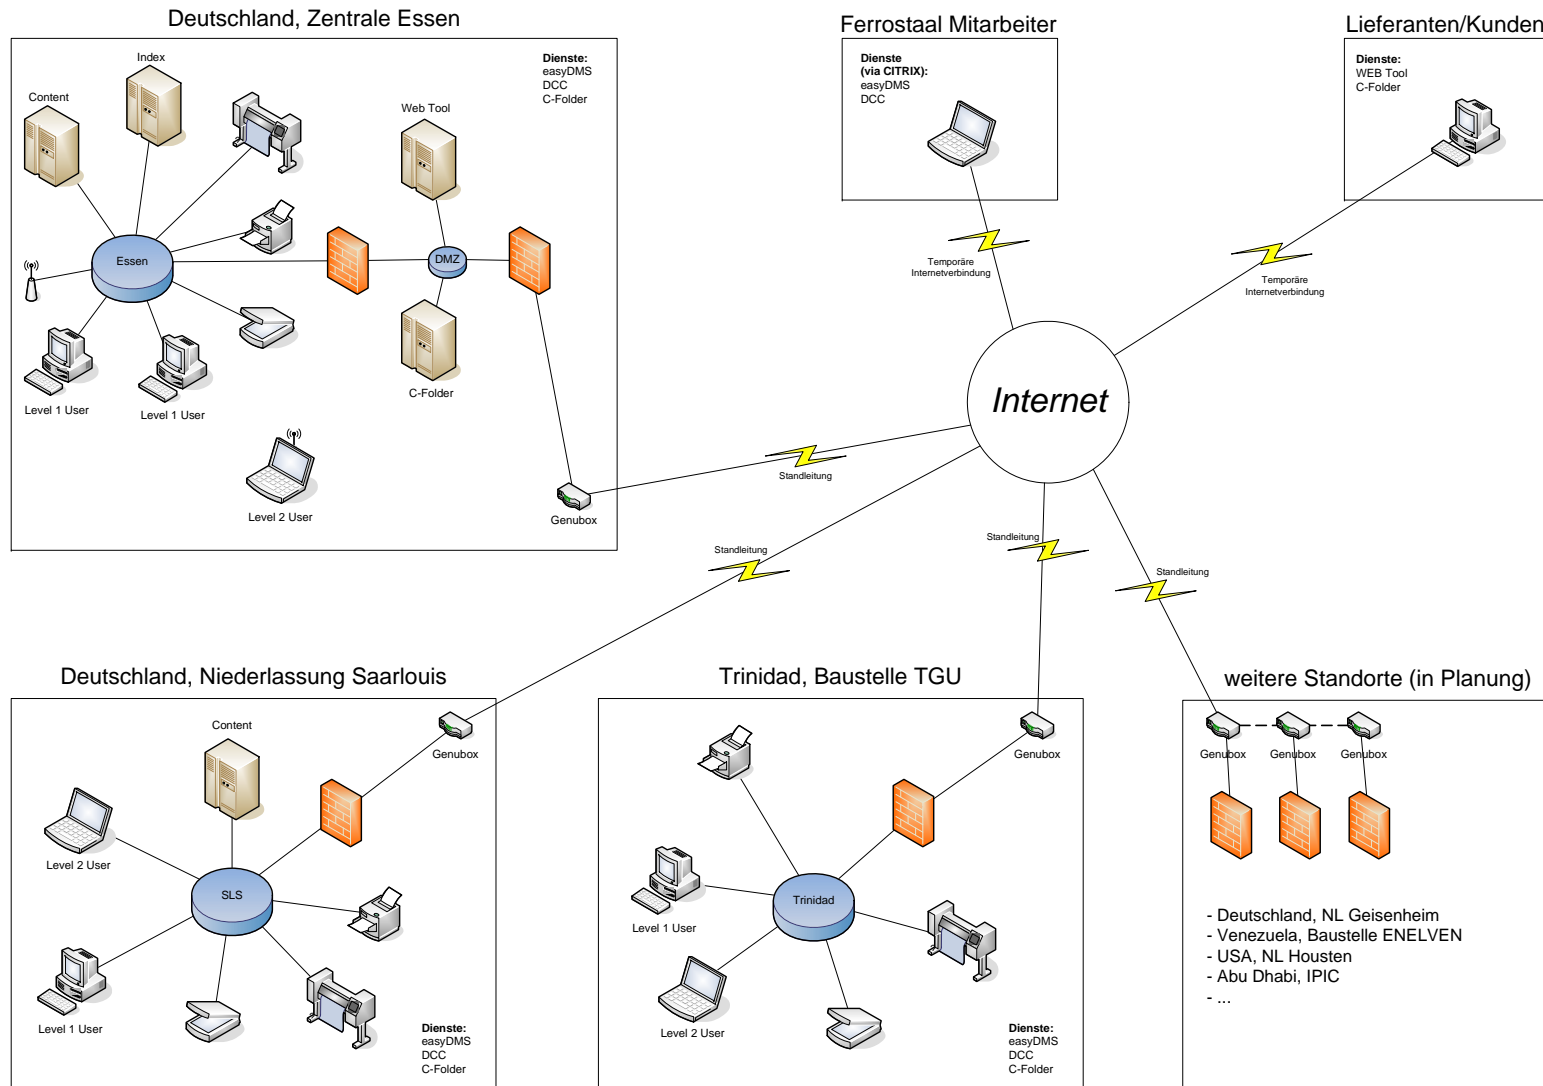 Deutschland, Zentrale Essen
Dienste:
easyDMS
DCC
C-Folder
Index
Content
Web Tool
Essen
DMZ
C-Folder
Level 1 User
Level 1 User
Level 2 User
Genubox
Ferrostaal Mitarbeiter
Dienste
(via CITRIX):
easyDMS
DCC
Lieferanten/Kunden
Dienste:
WEB Tool
C-Folder
Temporäre
Internetverbindung
Temporäre
Internetverbindung
Internet
Standleitung
Standleitung
Standleitung
Standleitung
Deutschland, Niederlassung Saarlouis
Content
Genubox
Level 2 User
SLS
Level 1 User
Dienste:
easyDMS
DCC
C-Folder
Trinidad, Baustelle TGU
Genubox
Level 1 User
Trinidad
Level 2 User
Dienste:
easyDMS
DCC
C-Folder
weitere Standorte (in Planung)
Genubox
Genubox
Genubox
- Deutschland, NL Geisenheim
- Venezuela, Baustelle ENELVEN
- USA, NL Housten
- Abu Dhabi, IPIC
- ...